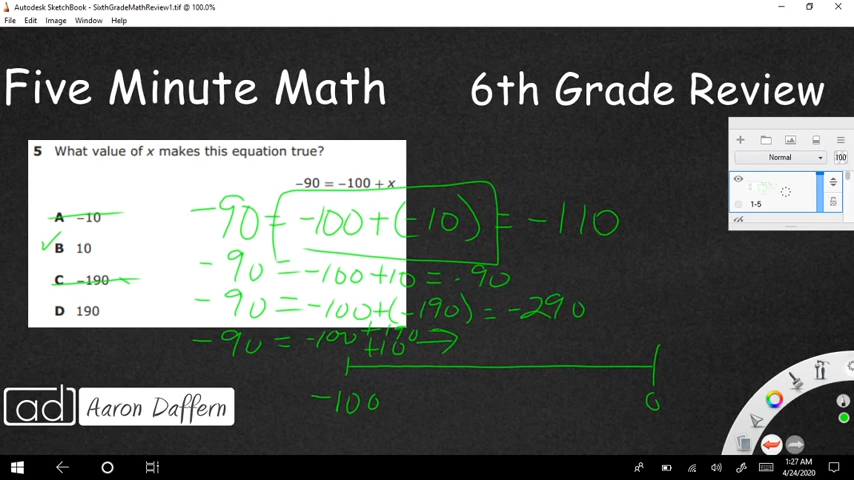 Autodesk SketchBook - SixthGradeMathReview1.tif @ 100.0%
File Edit Image Window Help
Five Minute Math 6th Grade Review
5 What value of x makes this equation true?
-90 = -100 + x
A -10
B 10
C -190
D 190
-90 = -100+(-10) = -110
-90 = -100+10 = -90
-90 = -100+(-190) = -290
-90 = -100+190
+10
-100 0
Normal 100
1-5
ad Aaron Daffern
1:27 AM
4/24/2020